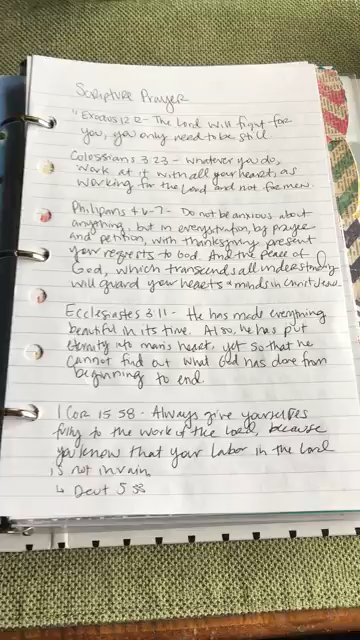 Scripture Prayer
"Exodus 12 12 - The Lord will fight for
you, you only need to be still
Colossians 3 23 - Whatever you do,
work at it with all your heart, as
working for the Lord and not for men.
Philipians 4 6-7 - Do not be anxious about
anything, but in every situation, by prayer
and petition, with thanksgiving present
your requests to God. And the peace of
God, which transcends all understanding
will guard your hearts & minds in Christ Jesus
Ecclesiastes 3 11 - He has made everything
beautiful in its time. Also, he has put
eternity into man's heart, yet so that he
cannot find out what God has done from
beginning to end.
1 Cor 15 58 - Always give yourselves
fully to the work of the Lord, because
you know that your labor in the Lord
is not in vain.
Deut 5 58